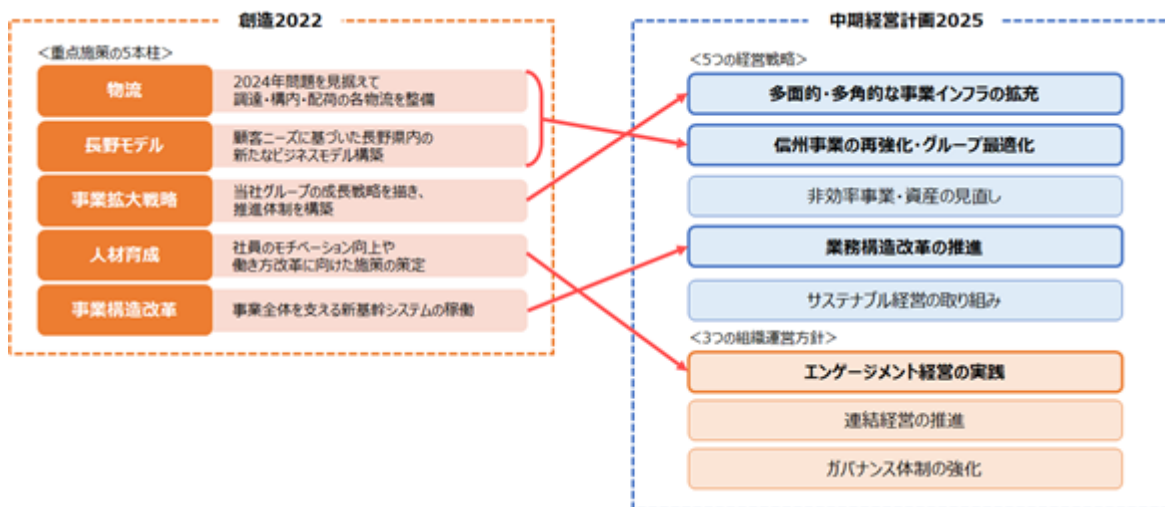 創造2022
<重点施策の5本柱>
物流
2024年問題を見据えて
調達・構内・配荷の各物流を整備
長野モデル
顧客ニーズに基づいた長野県内の
新たなビジネスモデル構築
事業拡大戦略
当社グループの成長戦略を描き、
推進体制を構築
人材育成
社員のモチベーション向上や
働き方改革に向けた施策の策定
事業構造改革
事業全体を支える新基幹システムの稼働
中期経営計画2025
<5つの経営戦略>
多面的・多角的な事業インフラの拡充
信州事業の再強化・グループ最適化
非効率事業・資産の見直し
業務構造改革の推進
サステナブル経営の取り組み
<3つの組織運営方針>
エンゲージメント経営の実践
連結経営の推進
ガバナンス体制の強化